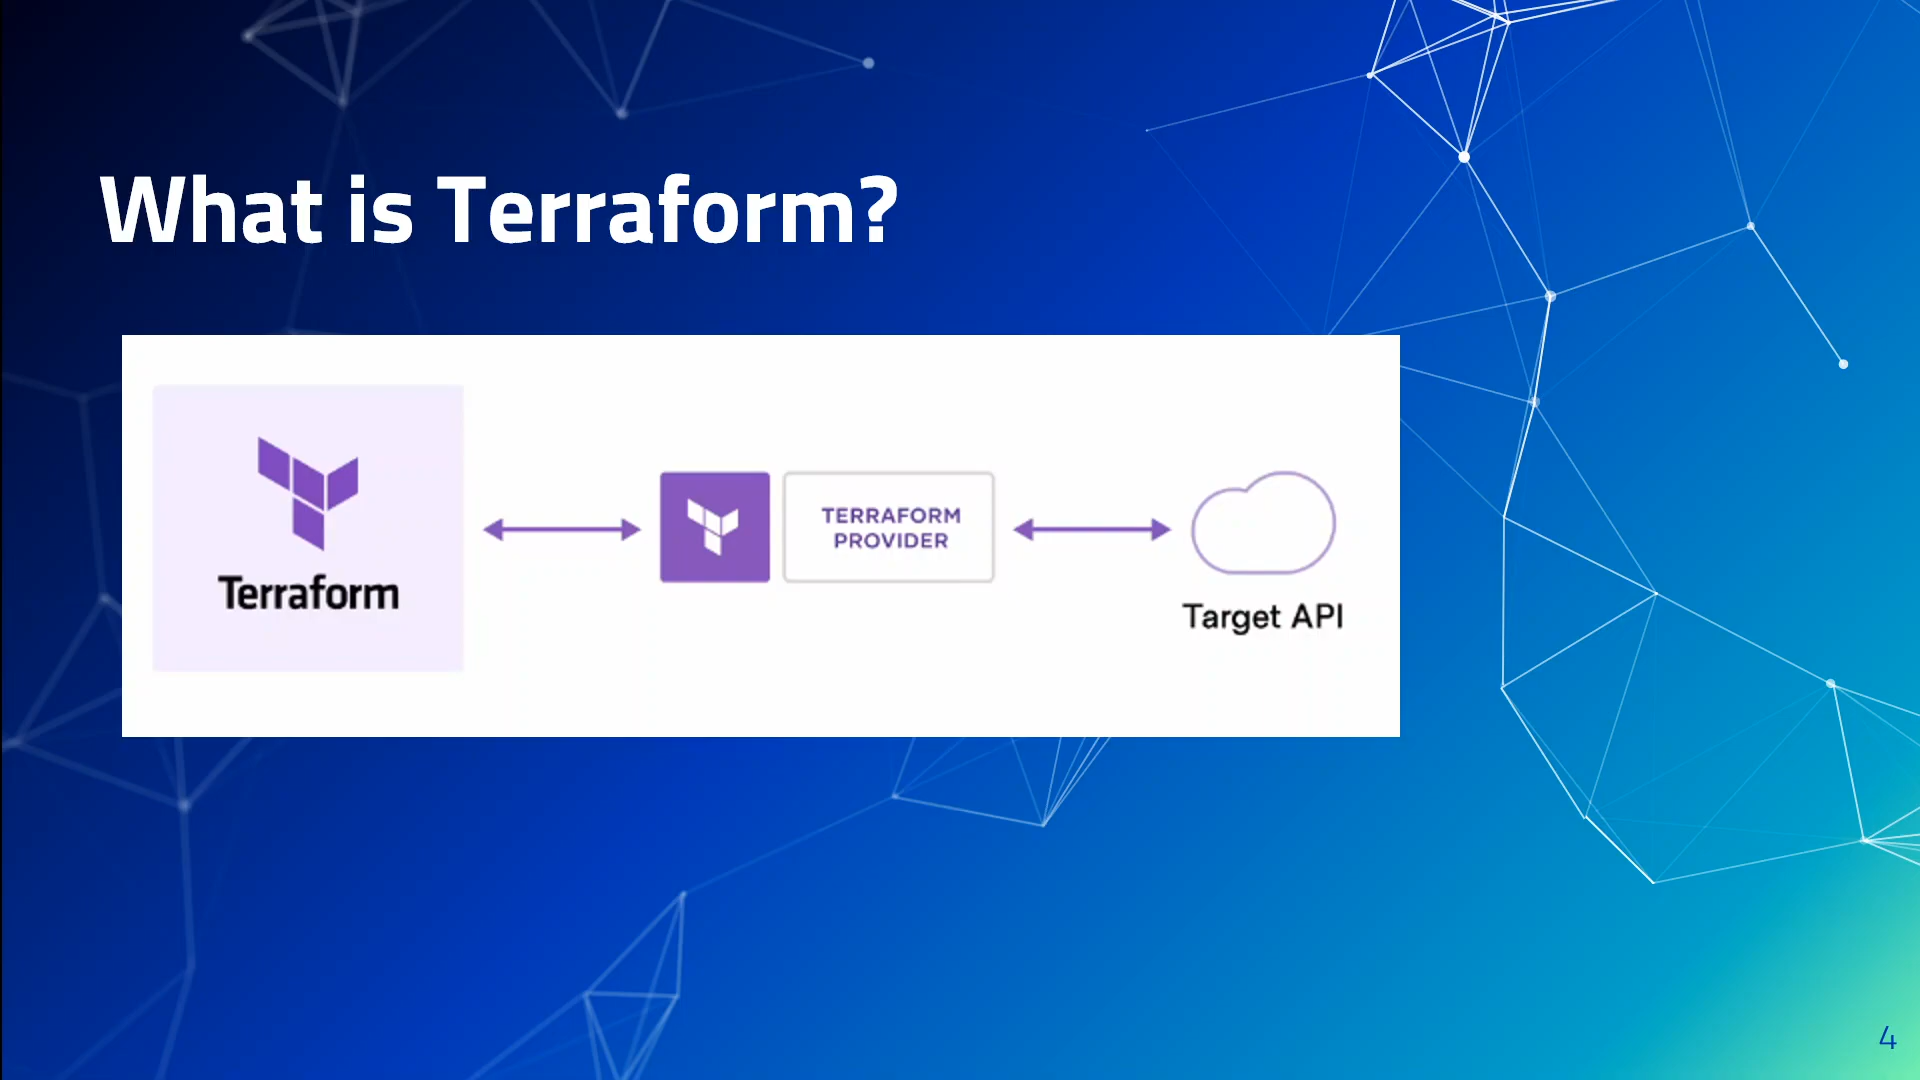 What is Terraform?
Terraform
TERRAFORM
PROVIDER
Target API
4